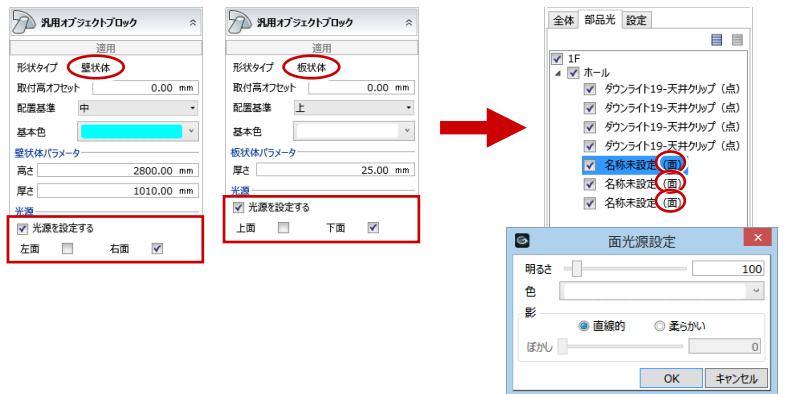 汎用オブジェクトブロック
適用
形状タイプ 壁状体
取付高オフセット 0.00 mm
配置基準 中
基本色
壁状体パラメータ
高さ 2800.00 mm
厚さ 1010.00 mm
光源
光源を設定する
左面 右面
汎用オブジェクトブロック
適用
形状タイプ 板状体
取付高オフセット 0.00 mm
配置基準 上
基本色
板状体パラメータ
厚さ 25.00 mm
光源
光源を設定する
上面 下面
全体 部品光 設定
1F
ホール
ダウンライト19-天井クリップ（点）
ダウンライト19-天井クリップ（点）
ダウンライト19-天井クリップ（点）
ダウンライト19-天井クリップ（点）
名称未設定（面）
名称未設定（面）
名称未設定（面）
面光源設定
明るさ 100
色
影
直線的 柔らかい
ぼかし 0
OK キャンセル